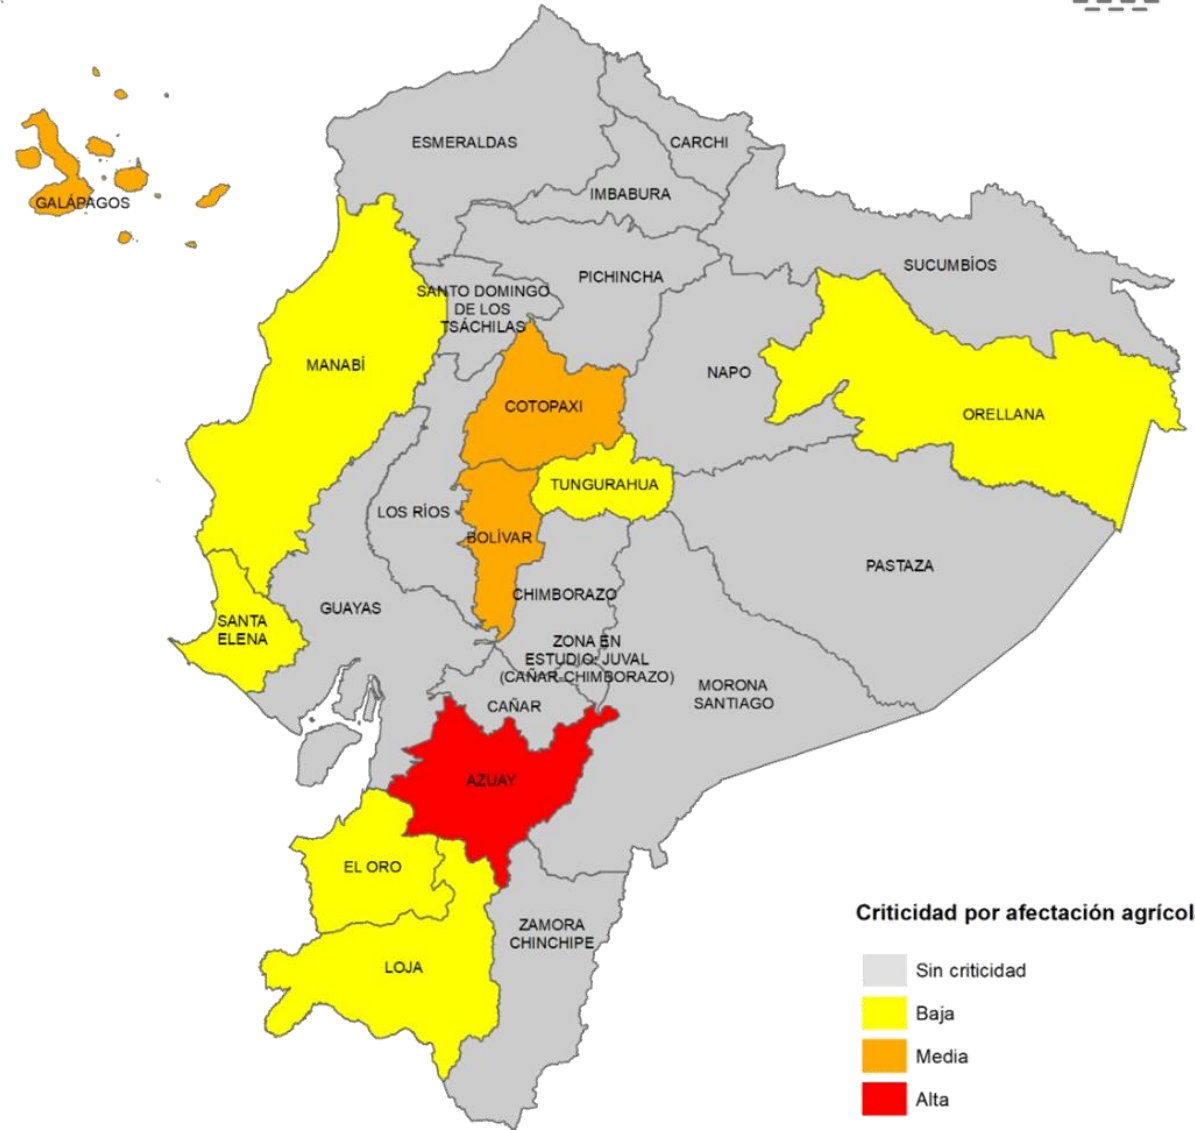 ESMERALDAS
CARCHI
IMBABURA
GALÁPAGOS
SUCUMBÍOS
PICHINCHA
SANTO DOMINGO
DE LOS
TSÁCHILAS
MANABÍ
NAPO
COTOPAXI
ORELLANA
TUNGURAHUA
LOS RÍOS
BOLÍVAR
PASTAZA
CHIMBORAZO
GUAYAS
SANTA
ELENA
ZONA EN
ESTUDIO: JUVAL
(CAÑAR-CHIMBORAZO)
MORONA
SANTIAGO
CAÑAR
AZUAY
EL ORO
ZAMORA
CHINCHIPE
LOJA
Criticidad por afectación agrícol
Sin criticidad
Baja
Media
Alta